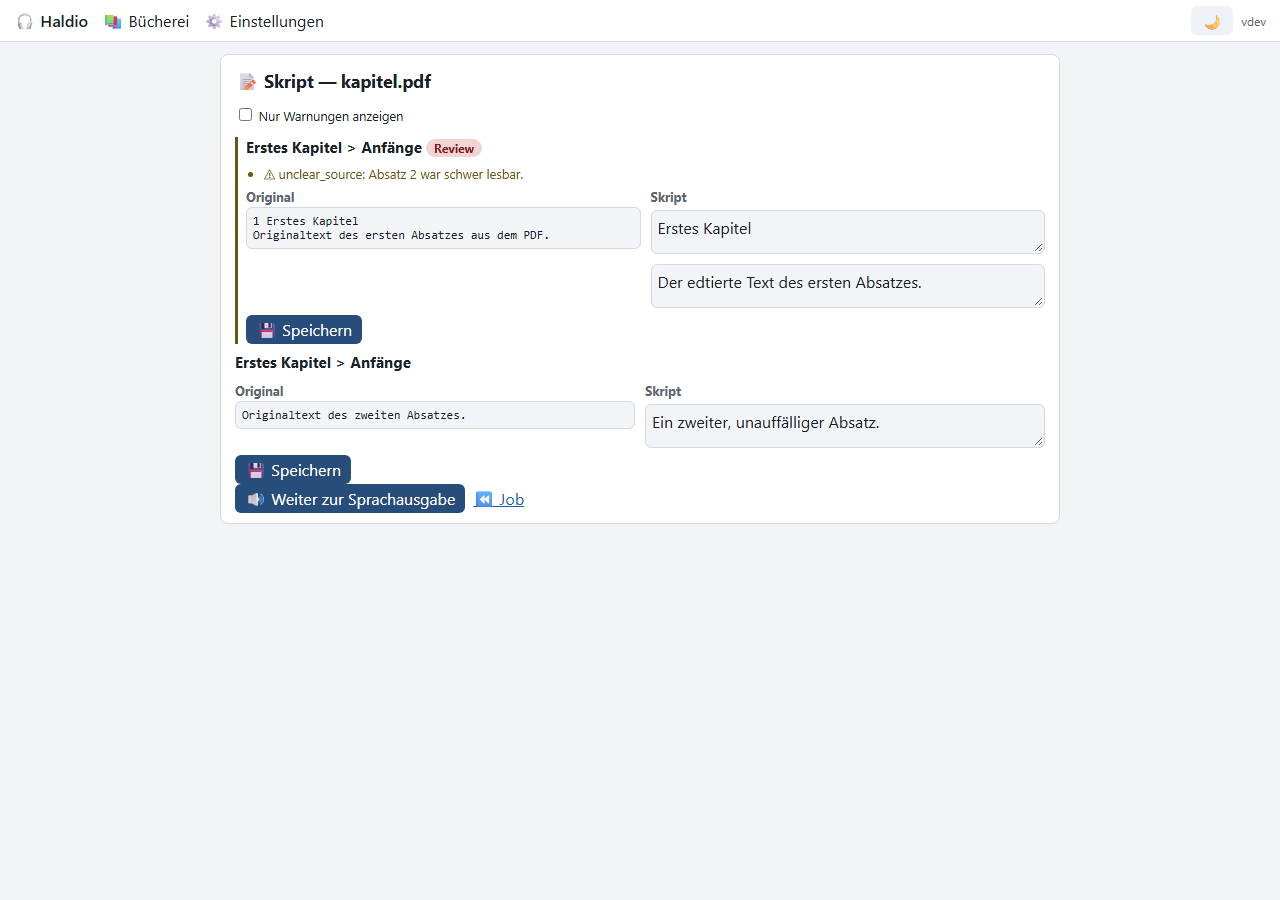 Haldio Bücherei Einstellungen vdev
Skript — kapitel.pdf
Nur Warnungen anzeigen
Erstes Kapitel > Anfänge Review
⚠ unclear_source: Absatz 2 war schwer lesbar.
Original Skript
1 Erstes Kapitel
Originaltext des ersten Absatzes aus dem PDF.
Erstes Kapitel
Der edtierte Text des ersten Absatzes.
Speichern
Erstes Kapitel > Anfänge
Original Skript
Originaltext des zweiten Absatzes.
Ein zweiter, unauffälliger Absatz.
Speichern
Weiter zur Sprachausgabe Job